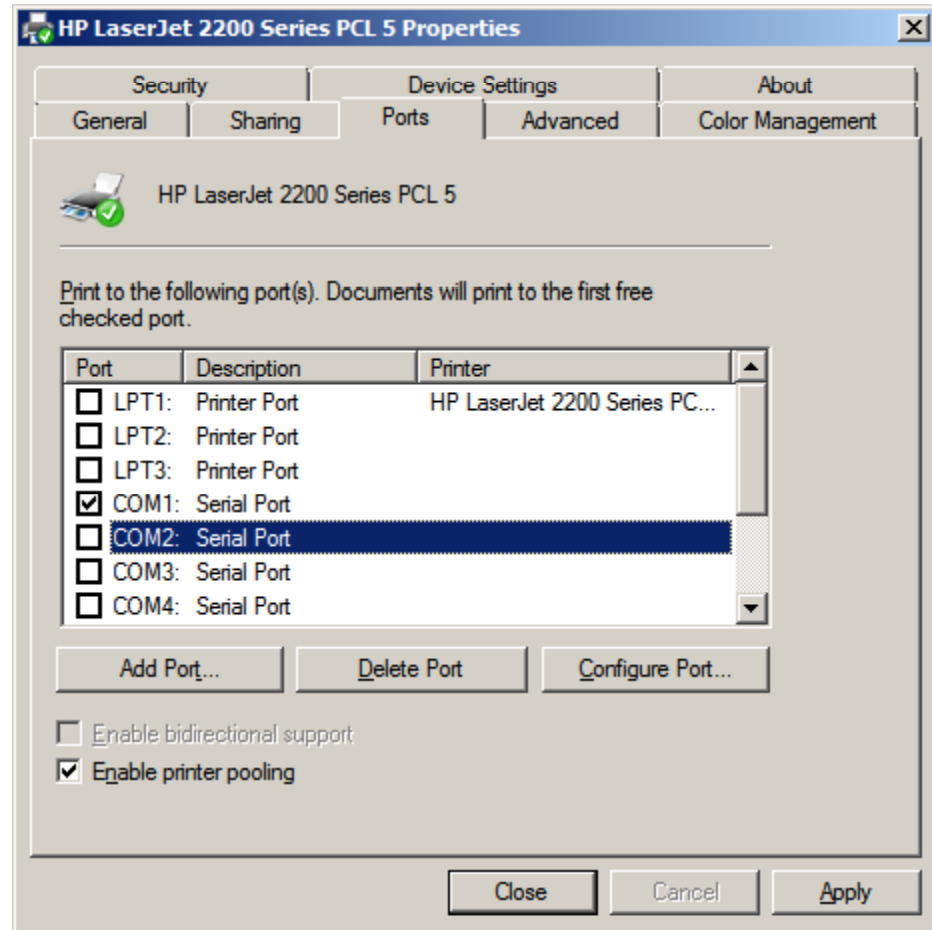 HP LaserJet 2200 Series PCL 5 Properties
Security Device Settings About
General Sharing Ports Advanced Color Management
HP LaserJet 2200 Series PCL 5
Print to the following port(s). Documents will print to the first free
checked port.
Port Description Printer
LPT1: Printer Port HP LaserJet 2200 Series PC...
LPT2: Printer Port
LPT3: Printer Port
COM1: Serial Port
COM2: Serial Port
COM3: Serial Port
COM4: Serial Port
Add Port... Delete Port Configure Port...
Enable bidirectional support
Enable printer pooling
Close Cancel Apply